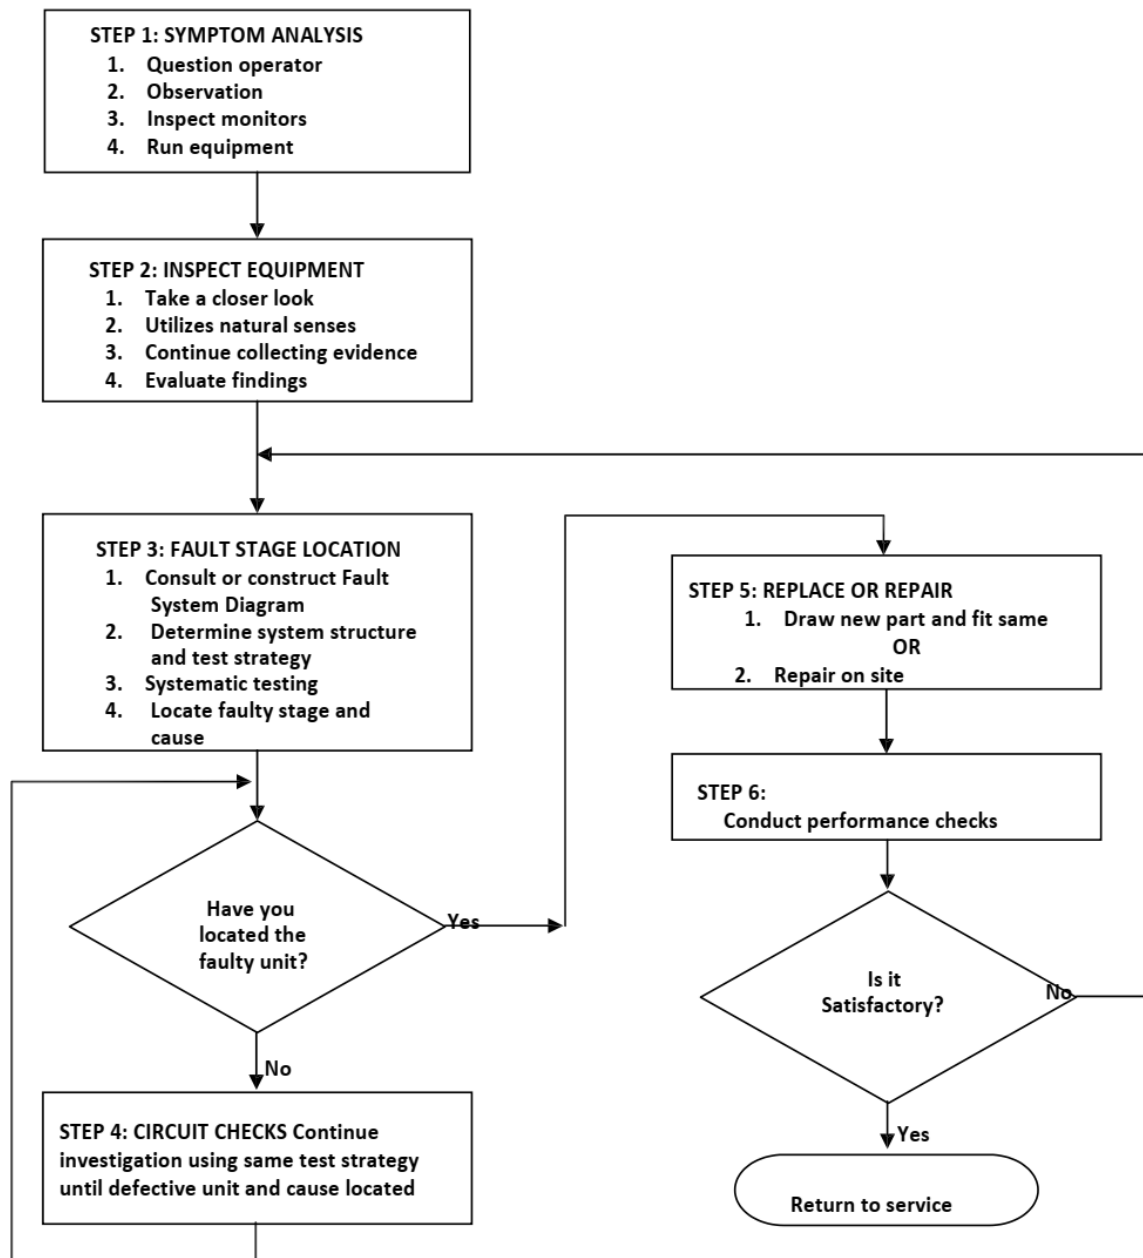 STEP 1: SYMPTOM ANALYSIS
1. Question operator
2. Observation
3. Inspect monitors
4. Run equipment
STEP 2: INSPECT EQUIPMENT
1. Take a closer look
2. Utilizes natural senses
3. Continue collecting evidence
4. Evaluate findings
STEP 3: FAULT STAGE LOCATION
1. Consult or construct Fault
System Diagram
2. Determine system structure
and test strategy
3. Systematic testing
4. Locate faulty stage and
cause
Have you
located the
faulty unit?
Yes
No
STEP 4: CIRCUIT CHECKS Continue
investigation using same test strategy
until defective unit and cause located
STEP 5: REPLACE OR REPAIR
1. Draw new part and fit same
OR
2. Repair on site
STEP 6:
Conduct performance checks
Is it
Satisfactory?
No
Yes
Return to service